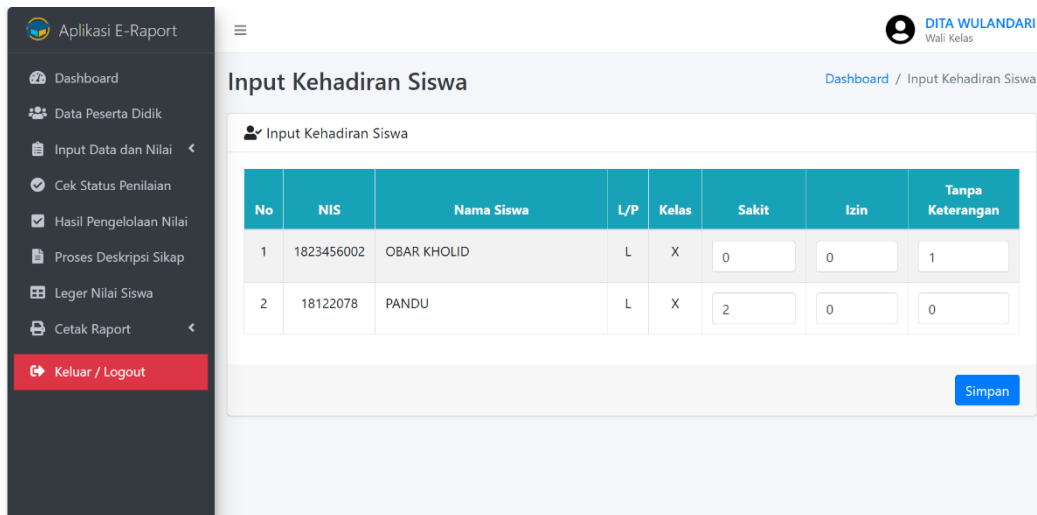 Aplikasi E-Raport
DITA WULANDARI
Wali Kelas
Dashboard
Data Peserta Didik
Input Data dan Nilai
Cek Status Penilaian
Hasil Pengelolaan Nilai
Proses Deskripsi Sikap
Leger Nilai Siswa
Cetak Raport
Keluar / Logout
Input Kehadiran Siswa
Dashboard / Input Kehadiran Siswa
Input Kehadiran Siswa
No NIS Nama Siswa L/P Kelas Sakit Izin Tanpa Keterangan
1 1823456002 OBAR KHOLID L X 0 0 1
2 18122078 PANDU L X 2 0 0
Simpan